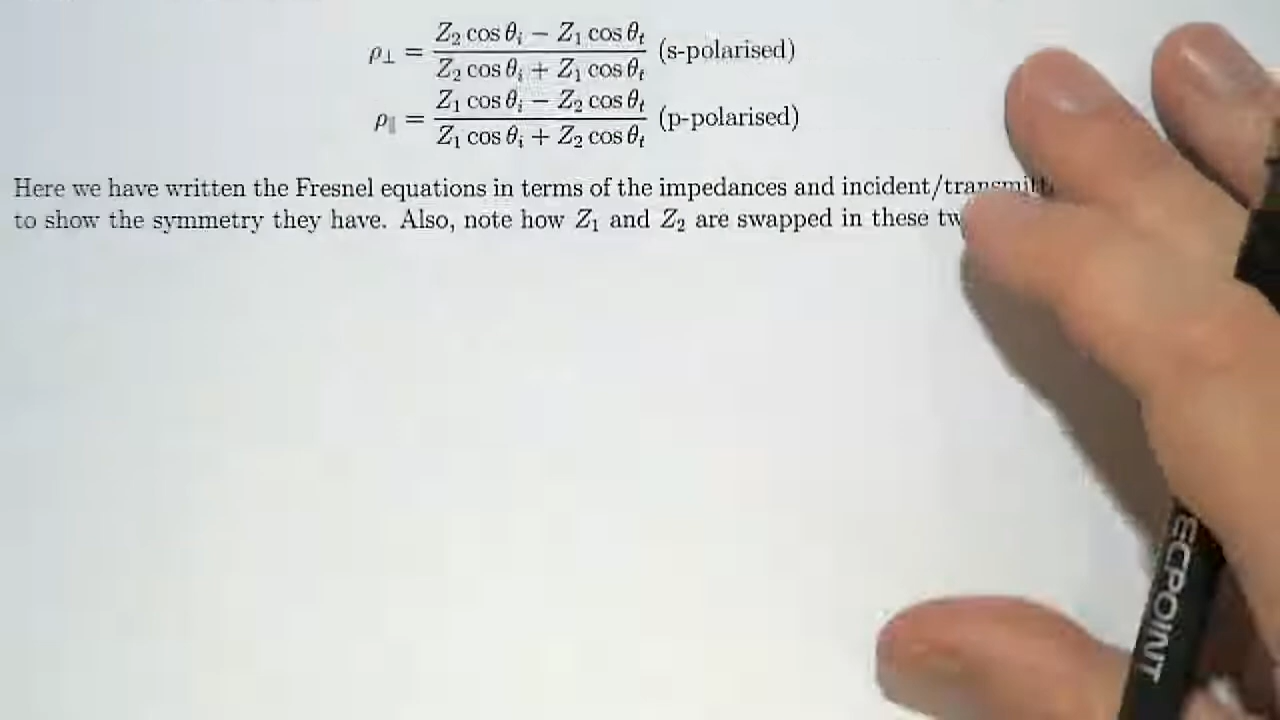 ρ⊥ = (Z₂ cos θᵢ − Z₁ cos θₜ) / (Z₂ cos θᵢ + Z₁ cos θₜ) (s-polarised)
ρ∥ = (Z₁ cos θᵢ − Z₂ cos θₜ) / (Z₁ cos θᵢ + Z₂ cos θₜ) (p-polarised)
Here we have written the Fresnel equations in terms of the impedances and incident/transmitt
to show the symmetry they have. Also, note how Z₁ and Z₂ are swapped in these tw
ECPOINT